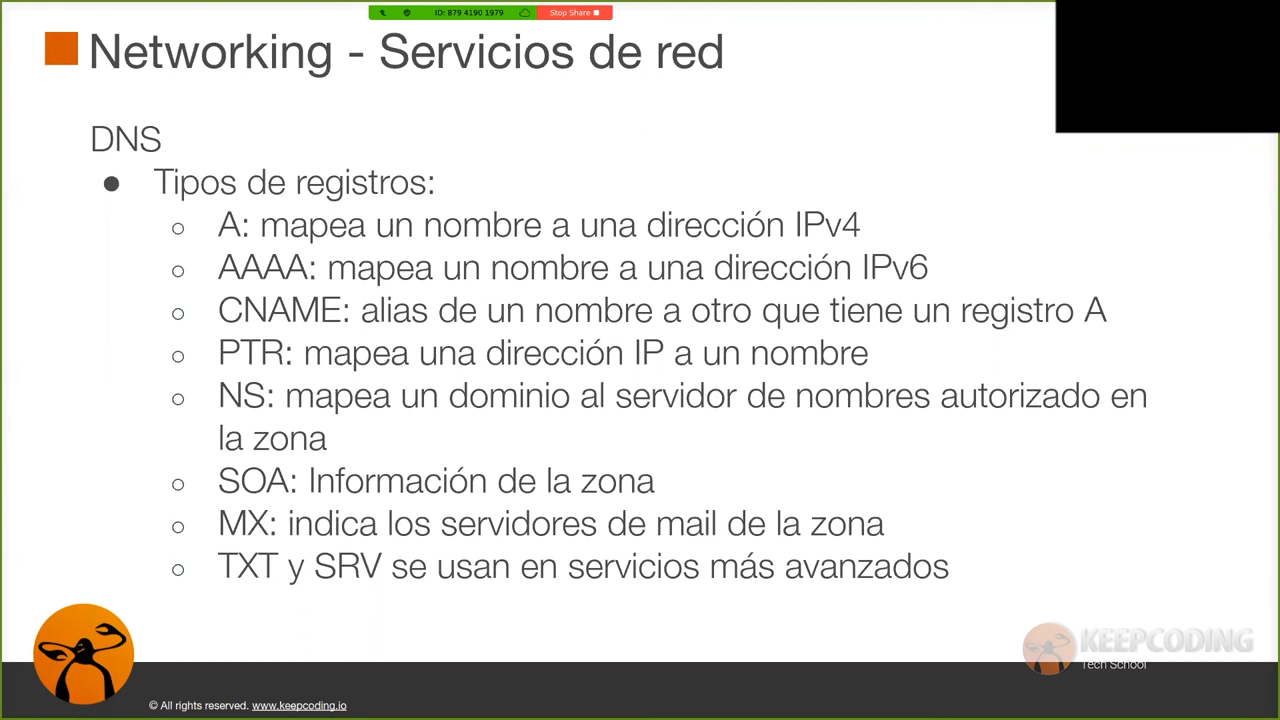 ID: 879 4190 1979 Stop Share
Networking - Servicios de red
DNS
● Tipos de registros:
○ A: mapea un nombre a una dirección IPv4
○ AAAA: mapea un nombre a una dirección IPv6
○ CNAME: alias de un nombre a otro que tiene un registro A
○ PTR: mapea una dirección IP a un nombre
○ NS: mapea un dominio al servidor de nombres autorizado en
la zona
○ SOA: Información de la zona
○ MX: indica los servidores de mail de la zona
○ TXT y SRV se usan en servicios más avanzados
KEEPCODING
Tech School
© All rights reserved. www.keepcoding.io